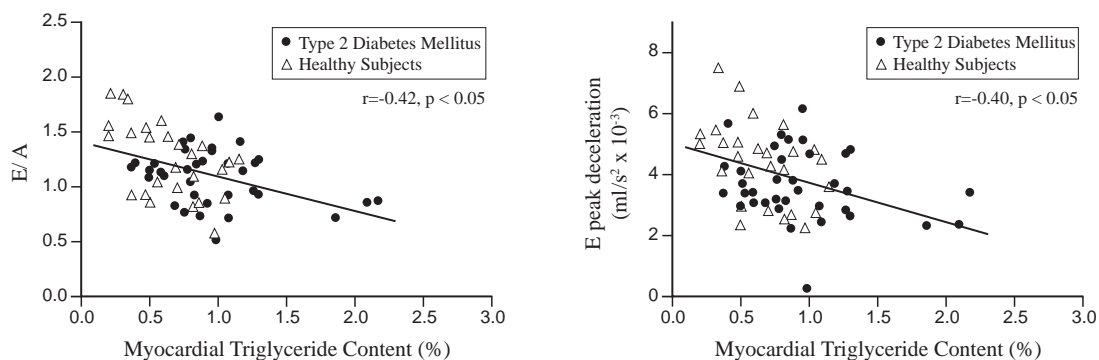 2.5
2.0
1.5
1.0
0.5
0.0
E/ A
0.0 0.5 1.0 1.5 2.0 2.5 3.0
Myocardial Triglyceride Content (%)
Type 2 Diabetes Mellitus
Healthy Subjects
r=-0.42, p < 0.05
8
6
4
2
0
E peak deceleration
(ml/s² x 10⁻³)
0.0 0.5 1.0 1.5 2.0 2.5 3.0
Myocardial Triglyceride Content (%)
Type 2 Diabetes Mellitus
Healthy Subjects
r=-0.40, p < 0.05